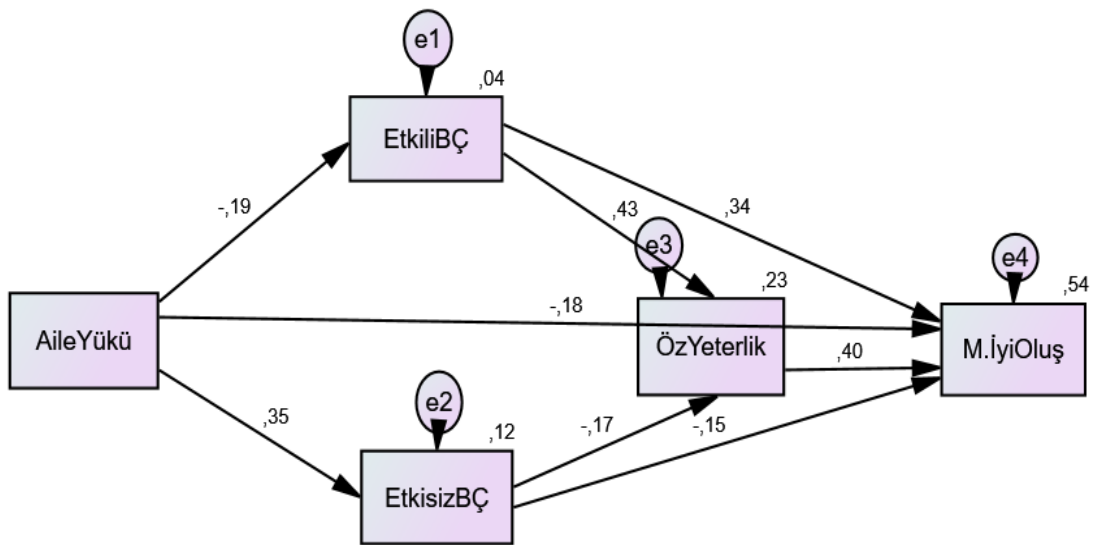 e1
,04
EtkiliBÇ
-,19
,43
,34
e3
e4
,23
,54
-,18
AileYükü
ÖzYeterlik
,40
M.İyiOluş
,35
e2
,12
-,17
-,15
EtkisizBÇ